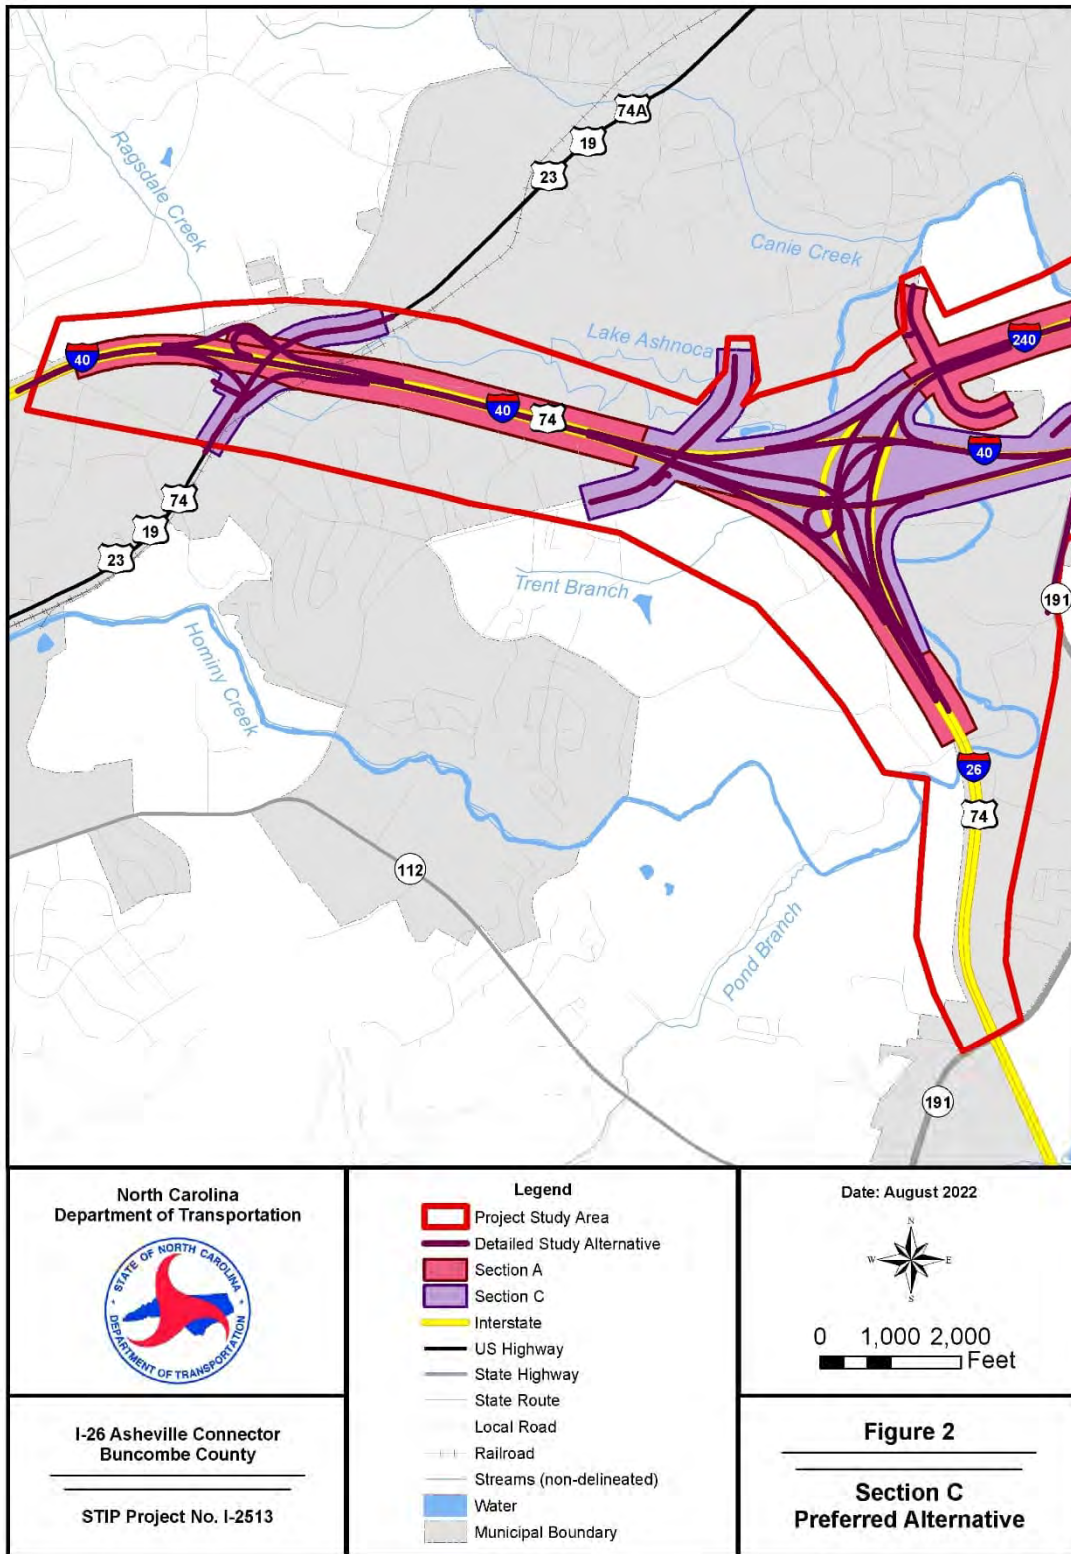 74A
19
23
Ragsdale Creek
Canie Creek
Lake Ashnoca
240
40
40
74
40
74
19
23
Trent Branch
191
Hominy Creek
26
74
112
Pond Branch
191
North Carolina
Department of Transportation
STATE OF NORTH CAROLINA
DEPARTMENT OF TRANSPORTATION
I-26 Asheville Connector
Buncombe County
STIP Project No. I-2513
Legend
Project Study Area
Detailed Study Alternative
Section A
Section C
Interstate
US Highway
State Highway
State Route
Local Road
Railroad
Streams (non-delineated)
Water
Municipal Boundary
Date: August 2022
N
W E
S
0 1,000 2,000
Feet
Figure 2
Section C
Preferred Alternative